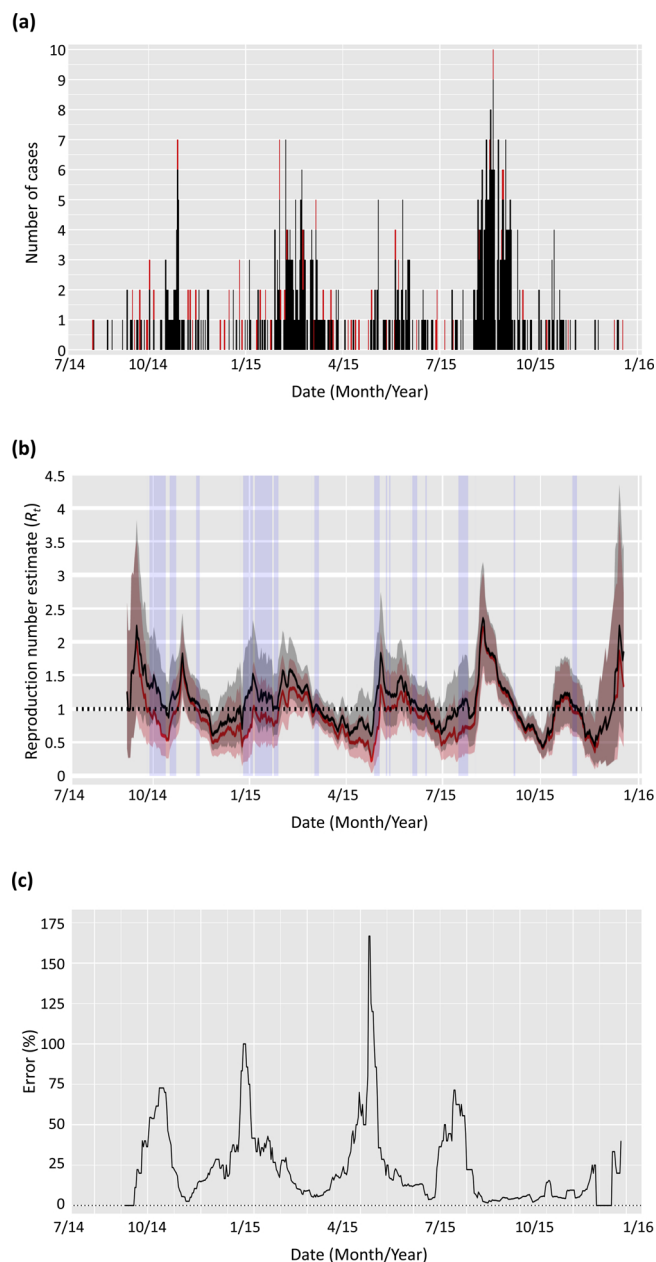 (a)
10
9
8
7
6
5
4
3
2
1
0
Number of cases
7/14 10/14 1/15 4/15 7/15 10/15 1/16
Date (Month/Year)
(b)
4.5
4
3.5
3
2.5
2
1.5
1
0.5
0
Reproduction number estimate (Rt)
7/14 10/14 1/15 4/15 7/15 10/15 1/16
Date (Month/Year)
(c)
175
150
125
100
75
50
25
0
Error (%)
7/14 10/14 1/15 4/15 7/15 10/15 1/16
Date (Month/Year)